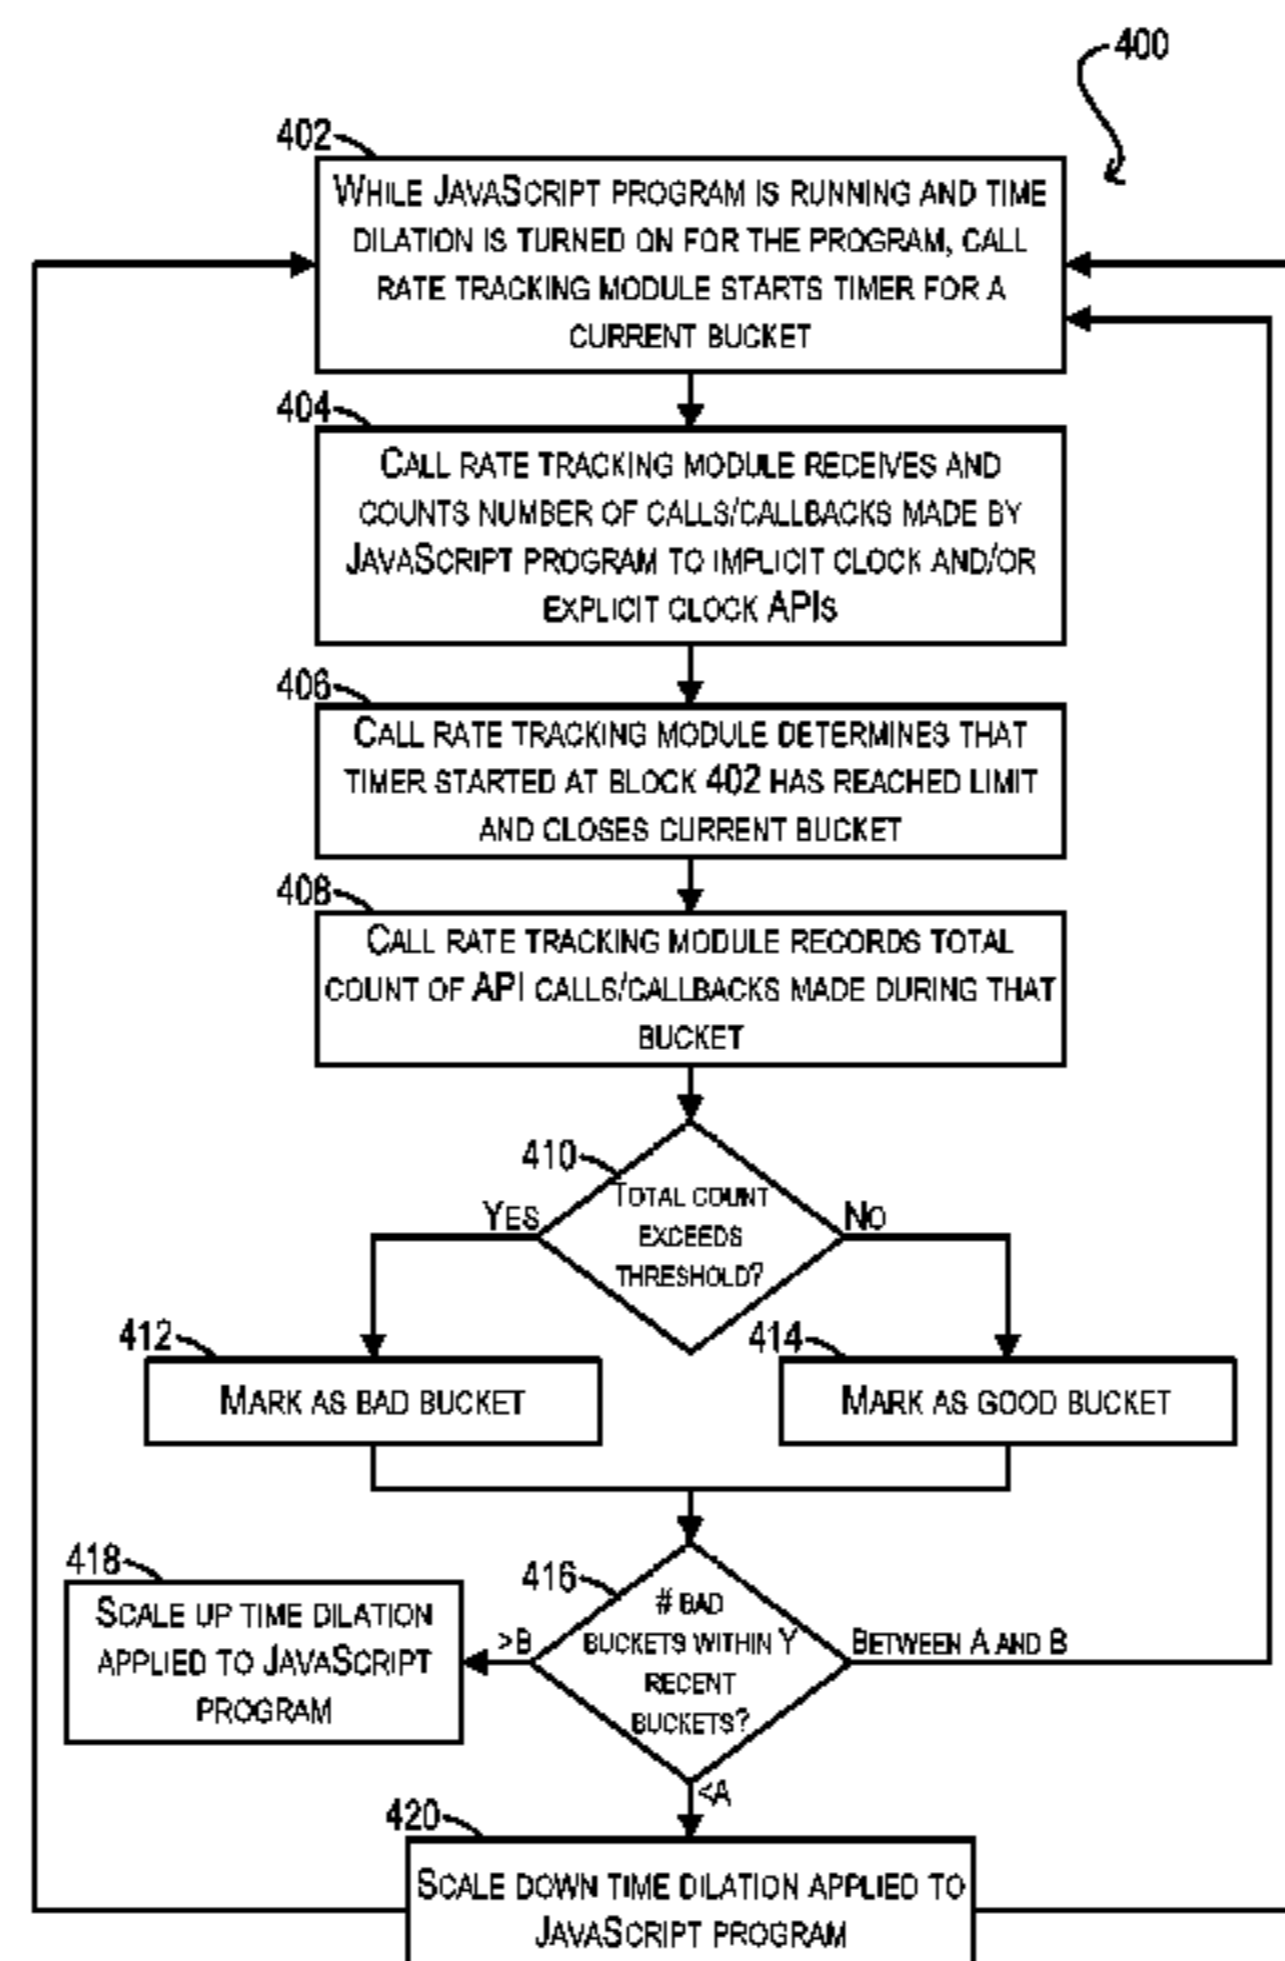 400
402
WHILE JAVASCRIPT PROGRAM IS RUNNING AND TIME
DILATION IS TURNED ON FOR THE PROGRAM, CALL
RATE TRACKING MODULE STARTS TIMER FOR A
CURRENT BUCKET
404
CALL RATE TRACKING MODULE RECEIVES AND
COUNTS NUMBER OF CALLS/CALLBACKS MADE BY
JAVASCRIPT PROGRAM TO IMPLICIT CLOCK AND/OR
EXPLICIT CLOCK APIS
406
CALL RATE TRACKING MODULE DETERMINES THAT
TIMER STARTED AT BLOCK 402 HAS REACHED LIMIT
AND CLOSES CURRENT BUCKET
408
CALL RATE TRACKING MODULE RECORDS TOTAL
COUNT OF API CALLS/CALLBACKS MADE DURING THAT
BUCKET
410
TOTAL COUNT
EXCEEDS
THRESHOLD?
YES
NO
412
MARK AS BAD BUCKET
414
MARK AS GOOD BUCKET
416
# BAD
BUCKETS WITHIN Y
RECENT
BUCKETS?
>B
BETWEEN A AND B
<A
418
SCALE UP TIME DILATION
APPLIED TO JAVASCRIPT
PROGRAM
420
SCALE DOWN TIME DILATION APPLIED TO
JAVASCRIPT PROGRAM